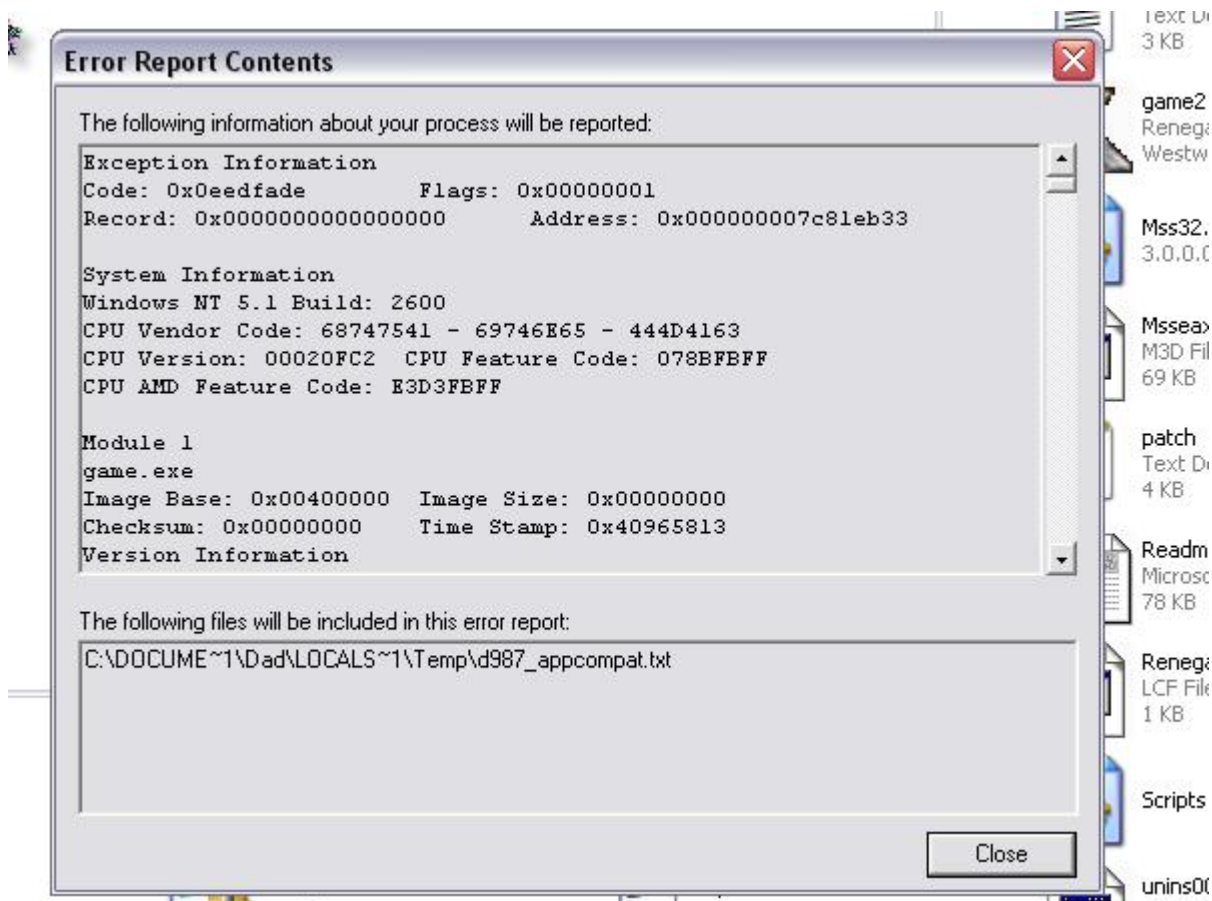 Error Report Contents
The following information about your process will be reported:
Exception Information
Code: 0x0eedfade Flags: 0x00000001
Record: 0x0000000000000000 Address: 0x000000007c81eb33
System Information
Windows NT 5.1 Build: 2600
CPU Vendor Code: 68747541 - 69746E65 - 444D4163
CPU Version: 00020FC2 CPU Feature Code: 078BFBFF
CPU AMD Feature Code: E3D3FBFF
Module 1
game.exe
Image Base: 0x00400000 Image Size: 0x00000000
Checksum: 0x00000000 Time Stamp: 0x40965813
Version Information
The following files will be included in this error report:
C:\DOCUME~1\Dad\LOCALS~1\Temp\d987_appcompat.txt
Close
Text D
3 KB
game2
Renega
Westw
Mss32.
3.0.0.0
Msseax
M3D Fil
69 KB
patch
Text D
4 KB
Readm
Microso
78 KB
Renega
LCF File
1 KB
Scripts
unins00